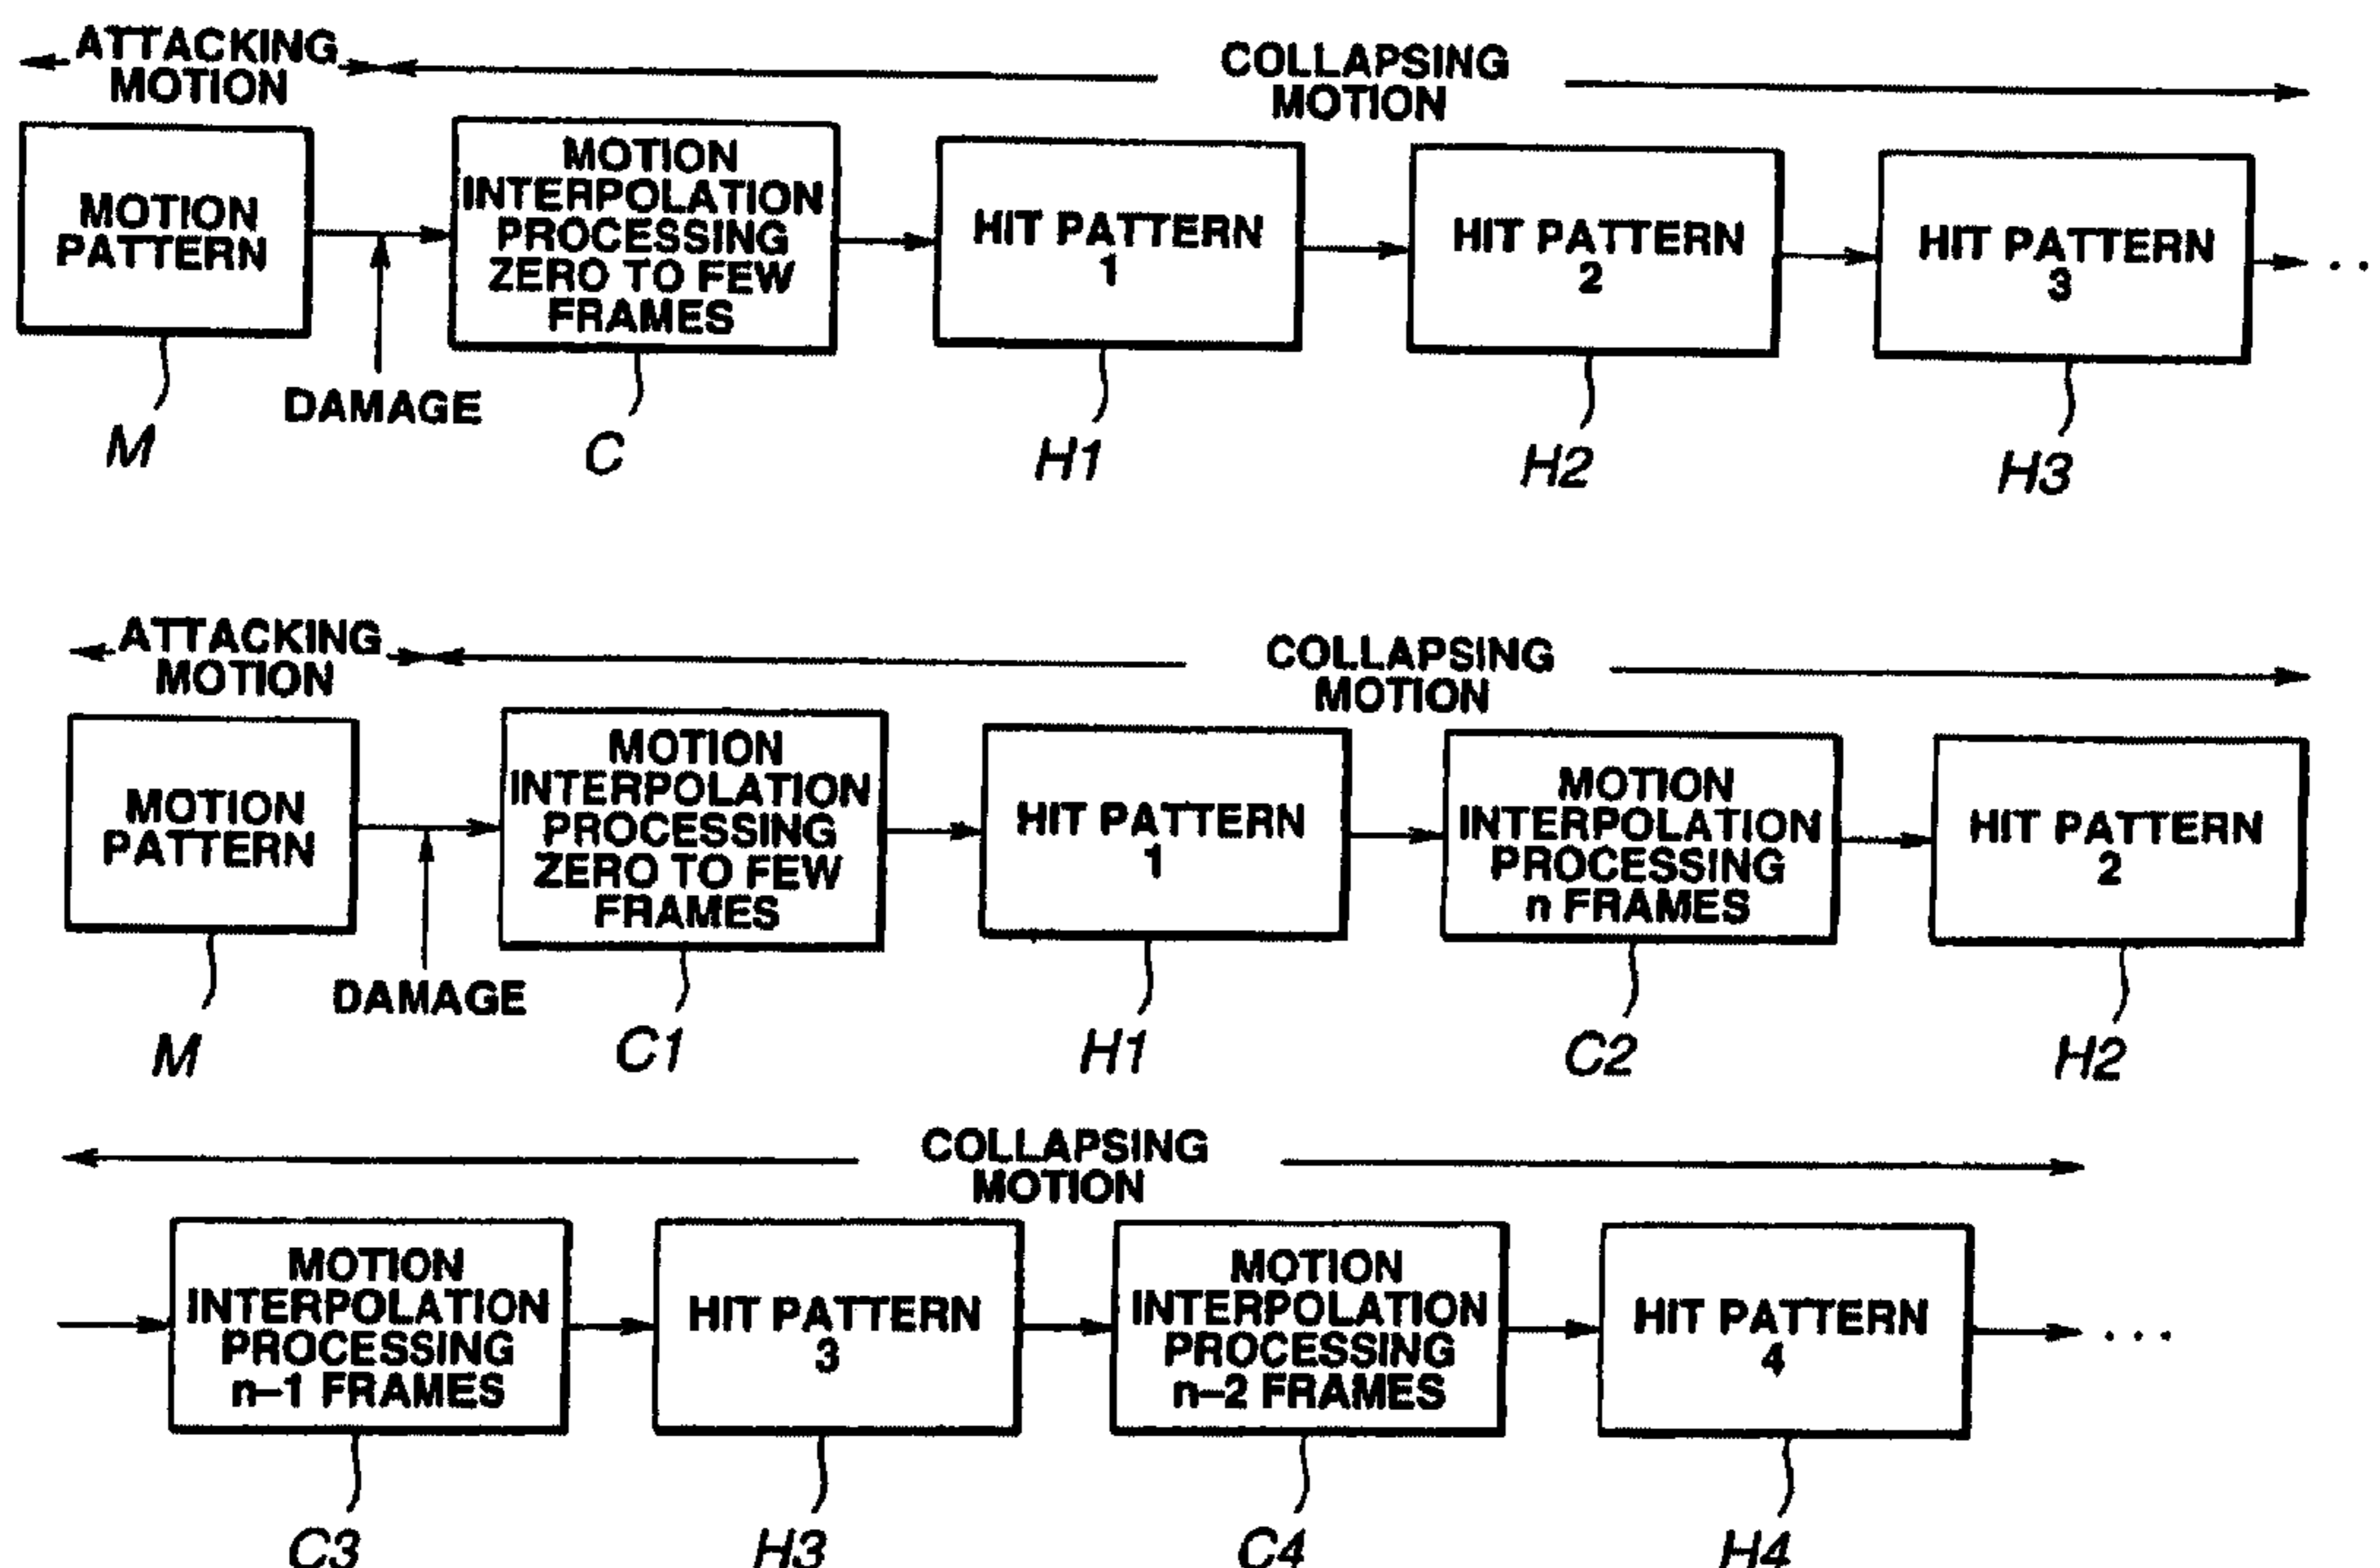 ATTACKING
MOTION
COLLAPSING
MOTION
MOTION
PATTERN
MOTION
INTERPOLATION
PROCESSING
ZERO TO FEW
FRAMES
HIT PATTERN
1
HIT PATTERN
2
HIT PATTERN
3
. .
DAMAGE
M
C
H1
H2
H3
ATTACKING
MOTION
COLLAPSING
MOTION
MOTION
PATTERN
MOTION
INTERPOLATION
PROCESSING
ZERO TO FEW
FRAMES
HIT PATTERN
1
MOTION
INTERPOLATION
PROCESSING
n FRAMES
HIT PATTERN
2
DAMAGE
M
C1
H1
C2
H2
COLLAPSING
MOTION
MOTION
INTERPOLATION
PROCESSING
n–1 FRAMES
HIT PATTERN
3
MOTION
INTERPOLATION
PROCESSING
n–2 FRAMES
HIT PATTERN
4
. . .
C3
H3
C4
H4